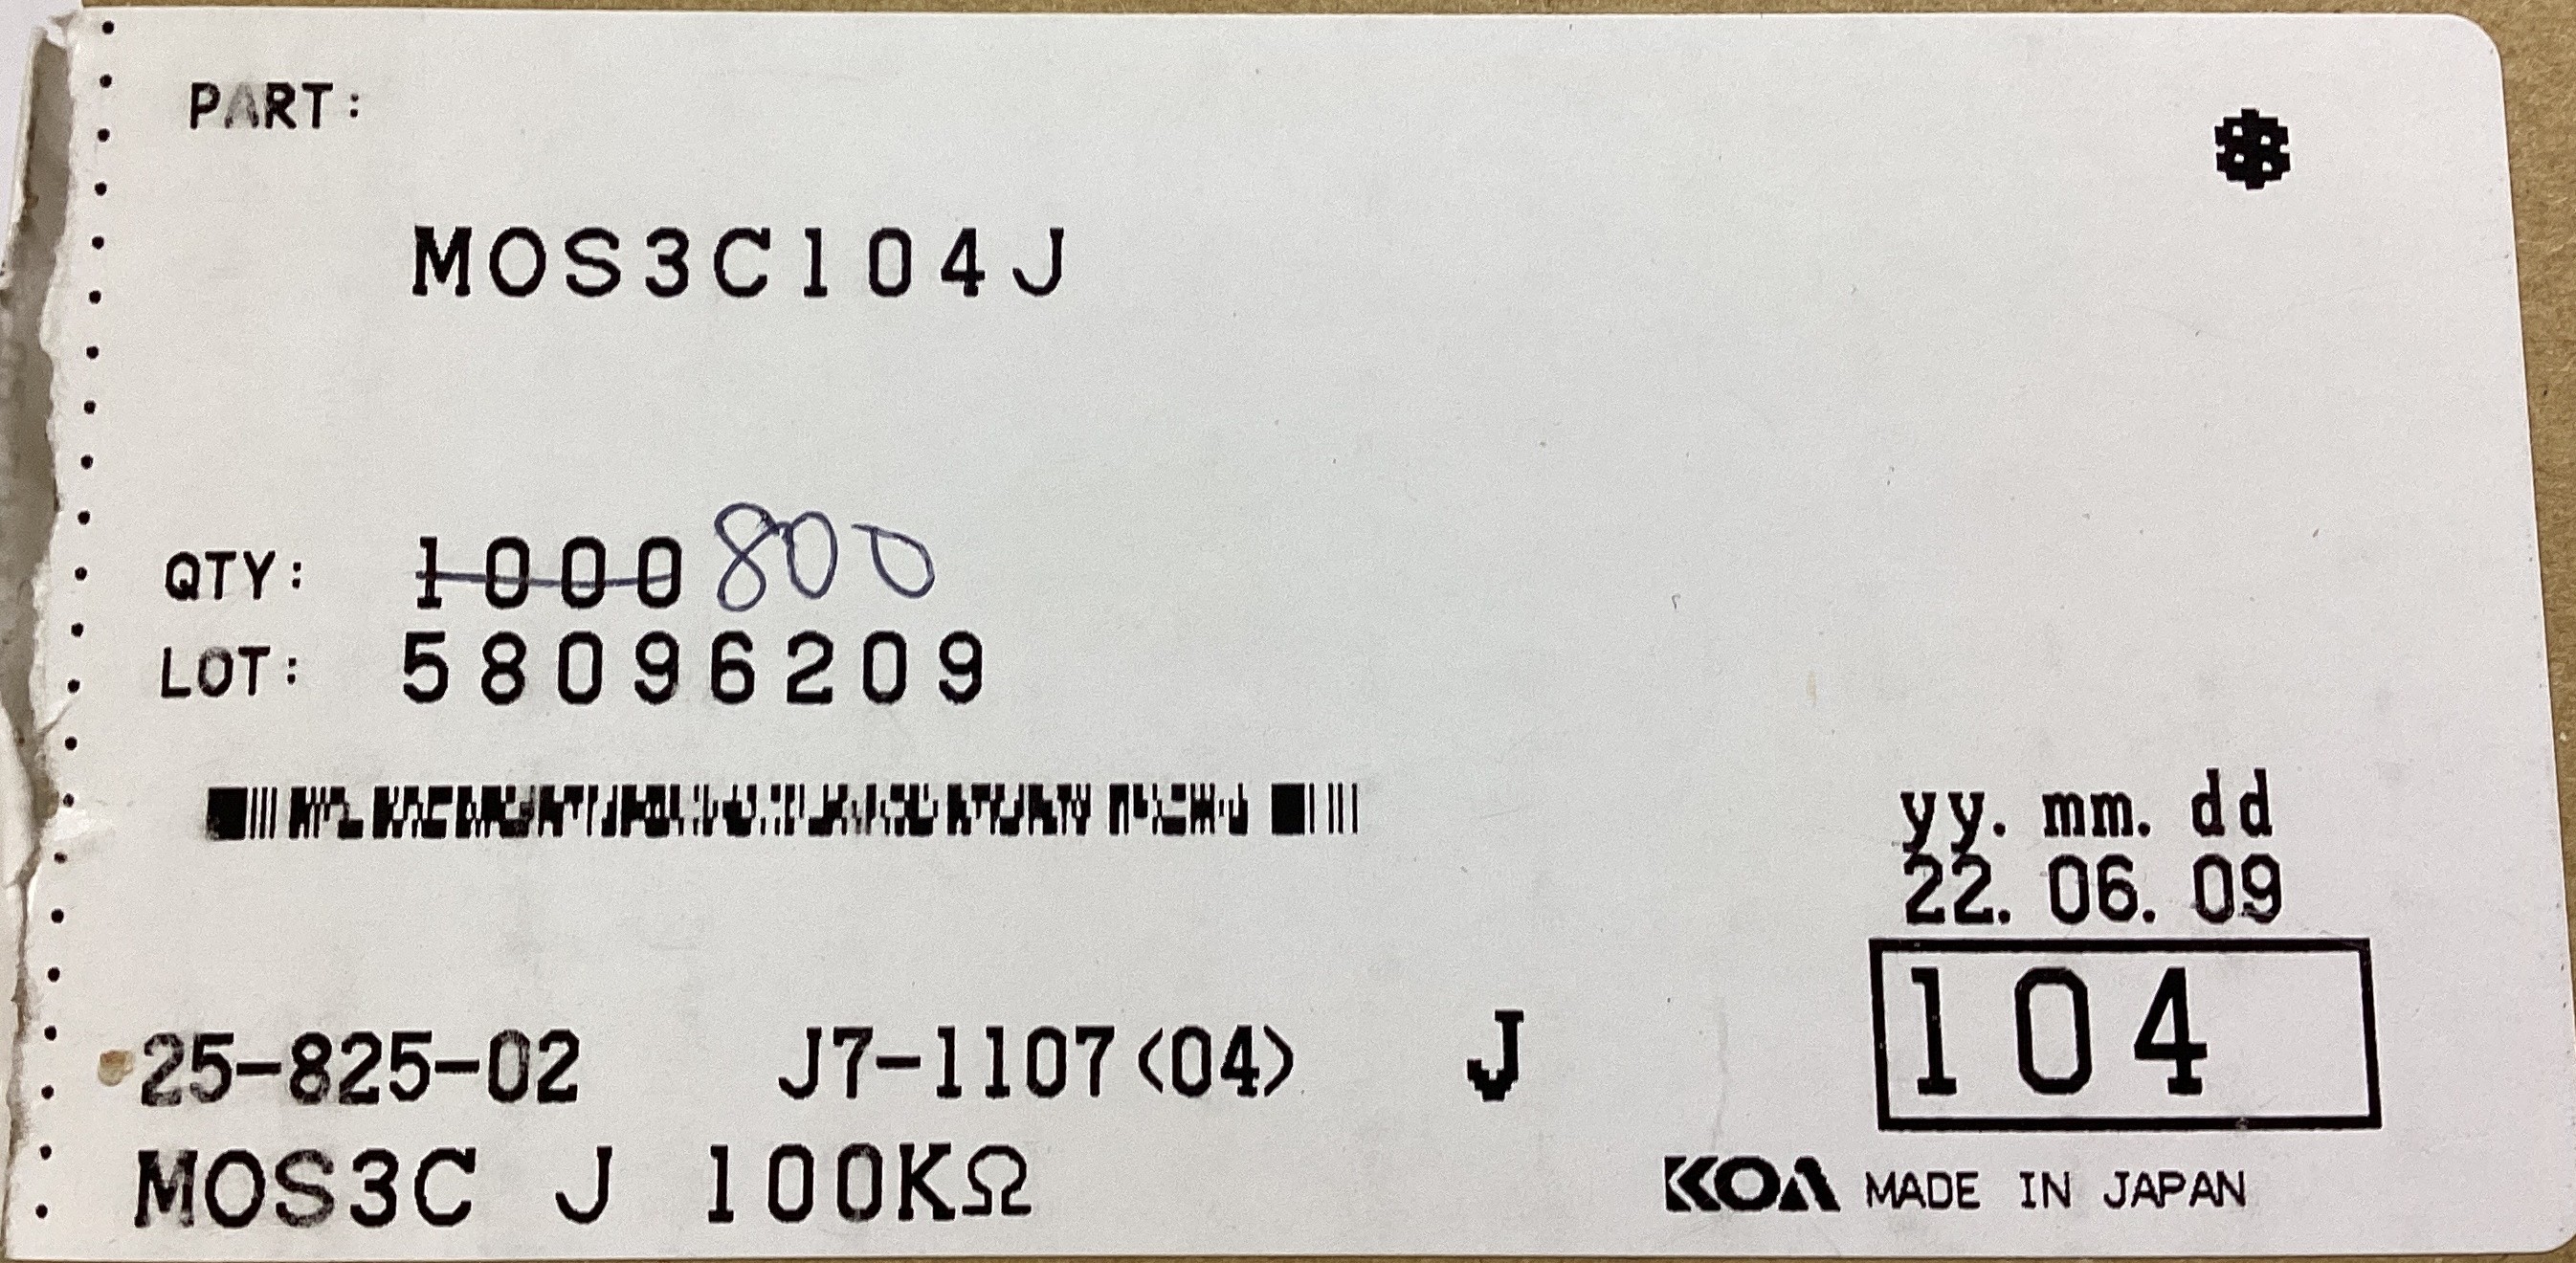 PART:
*
MOS3C104J
QTY: 1000 800
LOT: 58096209
yy. mm. dd
22. 06. 09
104
25-825-02 J7-1107<04> J
MOS3C J 100KΩ
KOA MADE IN JAPAN